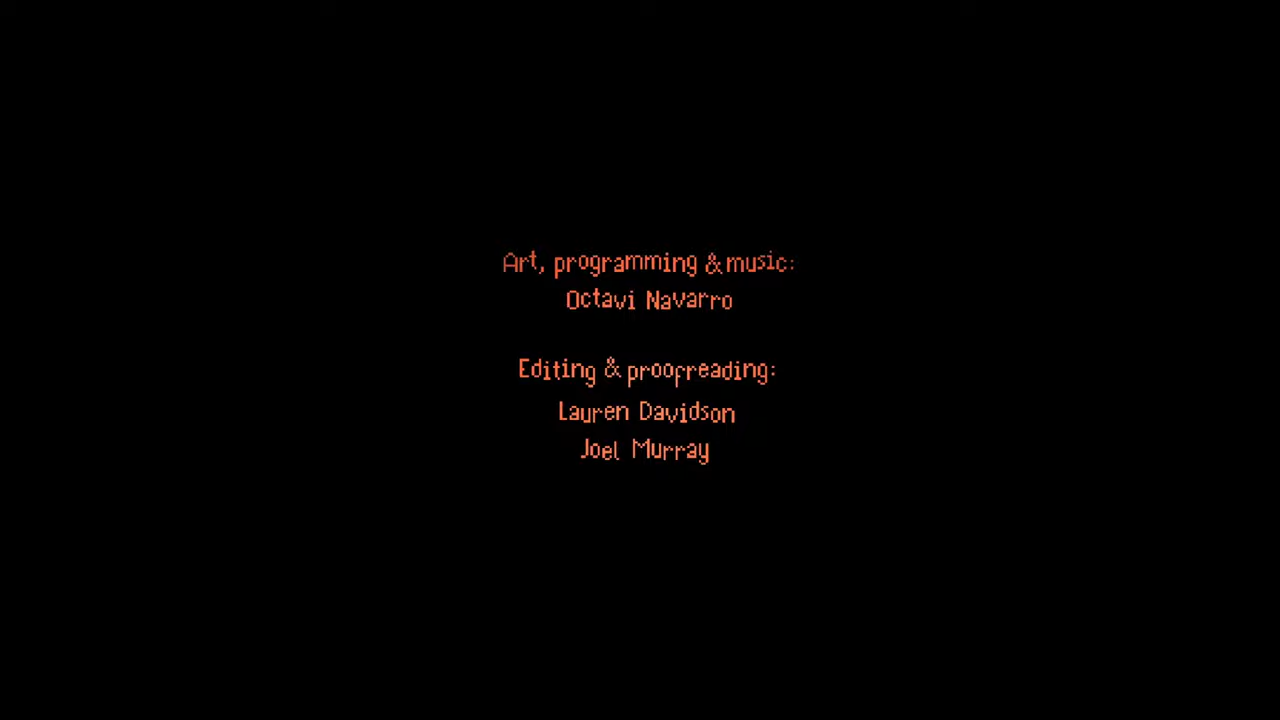 Art, programming & music:
Octavi Navarro
Editing & proofreading:
Lauren Davidson
Joel Murray